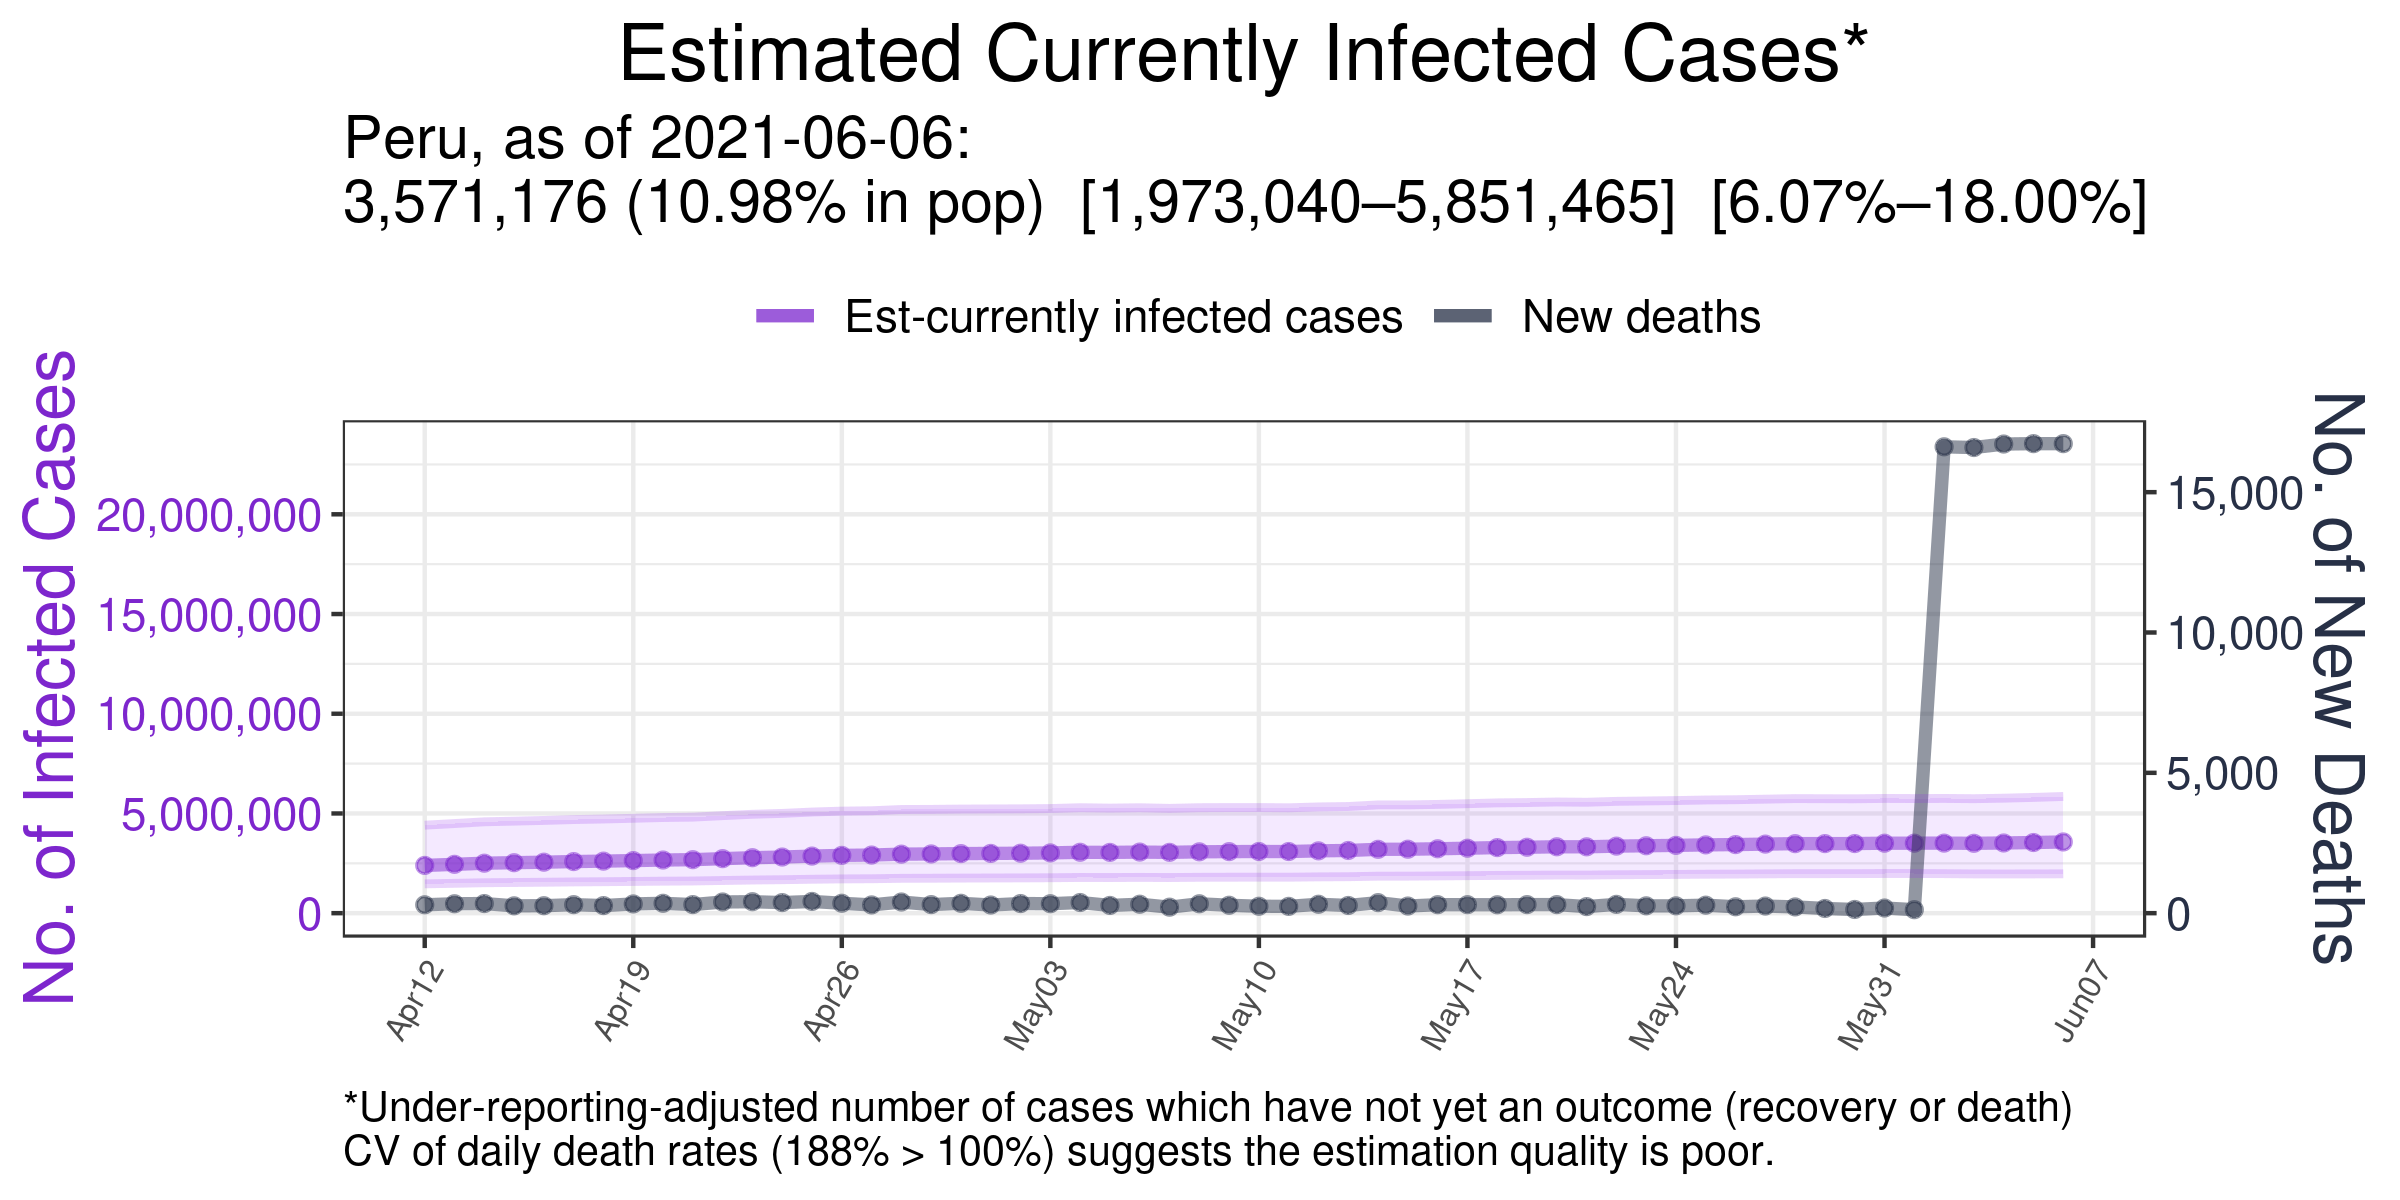 Estimated Currently Infected Cases*
Peru, as of 2021-06-06:
3,571,176 (10.98% in pop) [1,973,040–5,851,465] [6.07%–18.00%]
Est-currently infected cases
New deaths
No. of Infected Cases
20,000,000
15,000,000
10,000,000
5,000,000
0
15,000
10,000
5,000
0
No. of New Deaths
Apr12
Apr19
Apr26
May03
May10
May17
May24
May31
Jun07
*Under-reporting-adjusted number of cases which have not yet an outcome (recovery or death)
CV of daily death rates (188% > 100%) suggests the estimation quality is poor.